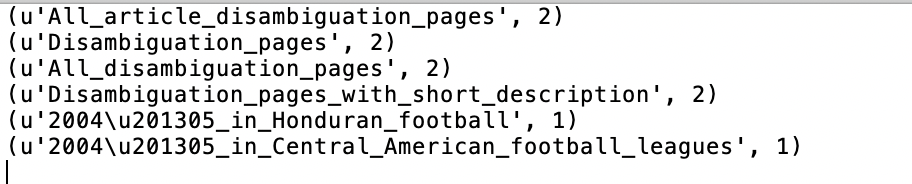 (u'All_article_disambiguation_pages', 2)
(u'Disambiguation_pages', 2)
(u'All_disambiguation_pages', 2)
(u'Disambiguation_pages_with_short_description', 2)
(u'2004\u201305_in_Honduran_football', 1)
(u'2004\u201305_in_Central_American_football_leagues', 1)